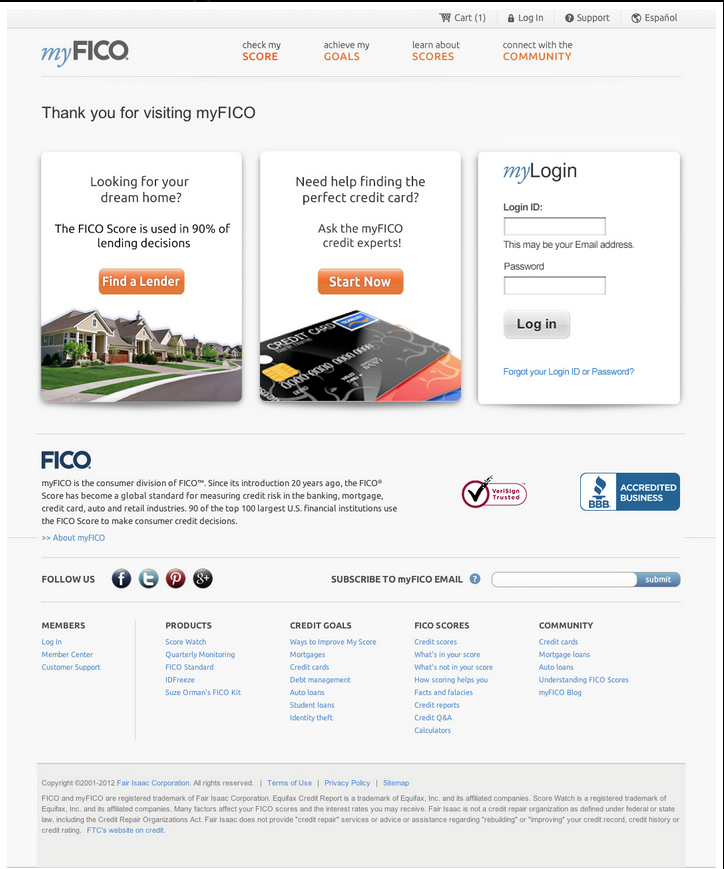 Cart (1) Log In Support Español
myFICO check my achieve my learn about connect with the
SCORE GOALS SCORES COMMUNITY
Thank you for visiting myFICO
Looking for your
dream home?
The FICO Score is used in 90% of
lending decisions
Find a Lender
Need help finding the
perfect credit card?
Ask the myFICO
credit experts!
Start Now
CREDIT CARD
0000 0000 0000 0000
myLogin
Login ID:
This may be your Email address.
Password
Log in
Forgot your Login ID or Password?
FICO
myFICO is the consumer division of FICO™. Since its introduction 20 years ago, the FICO®
Score has become a global standard for measuring credit risk in the banking, mortgage,
credit card, auto and retail industries. 90 of the top 100 largest U.S. financial institutions use
the FICO Score to make consumer credit decisions.
>> About myFICO
VeriSign
Trusted
BBB
ACCREDITED
BUSINESS
FOLLOW US f t p g+ SUBSCRIBE TO myFICO EMAIL ? submit
MEMBERS
Log In
Member Center
Customer Support
PRODUCTS
Score Watch
Quarterly Monitoring
FICO Standard
IDFreeze
Suze Orman's FICO Kit
CREDIT GOALS
Ways to Improve My Score
Mortgages
Credit cards
Debt management
Auto loans
Student loans
Identity theft
FICO SCORES
Credit scores
What's in your score
What's not in your score
How scoring helps you
Facts and falacies
Credit reports
Credit Q&A
Calculators
COMMUNITY
Credit cards
Mortgage loans
Auto loans
Understanding FICO Scores
myFICO Blog
Copyright ©2001-2012 Fair Isaac Corporation. All rights reserved. | Terms of Use | Privacy Policy | Sitemap
FICO and myFICO are registered trademark of Fair Isaac Corporation. Equifax Credit Report is a trademark of Equifax, Inc. and its affiliated companies. Score Watch is a registered trademark of
Equifax, Inc. and its affiliated companies. Many factors affect your FICO scores and the interest rates you may receive. Fair Isaac is not a credit repair organization as defined under federal or state
law, including the Credit Repair Organizations Act. Fair Isaac does not provide "credit repair" services or advice or assistance regarding "rebuilding" or "improving" your credit record, credit history or
credit rating. FTC's website on credit.